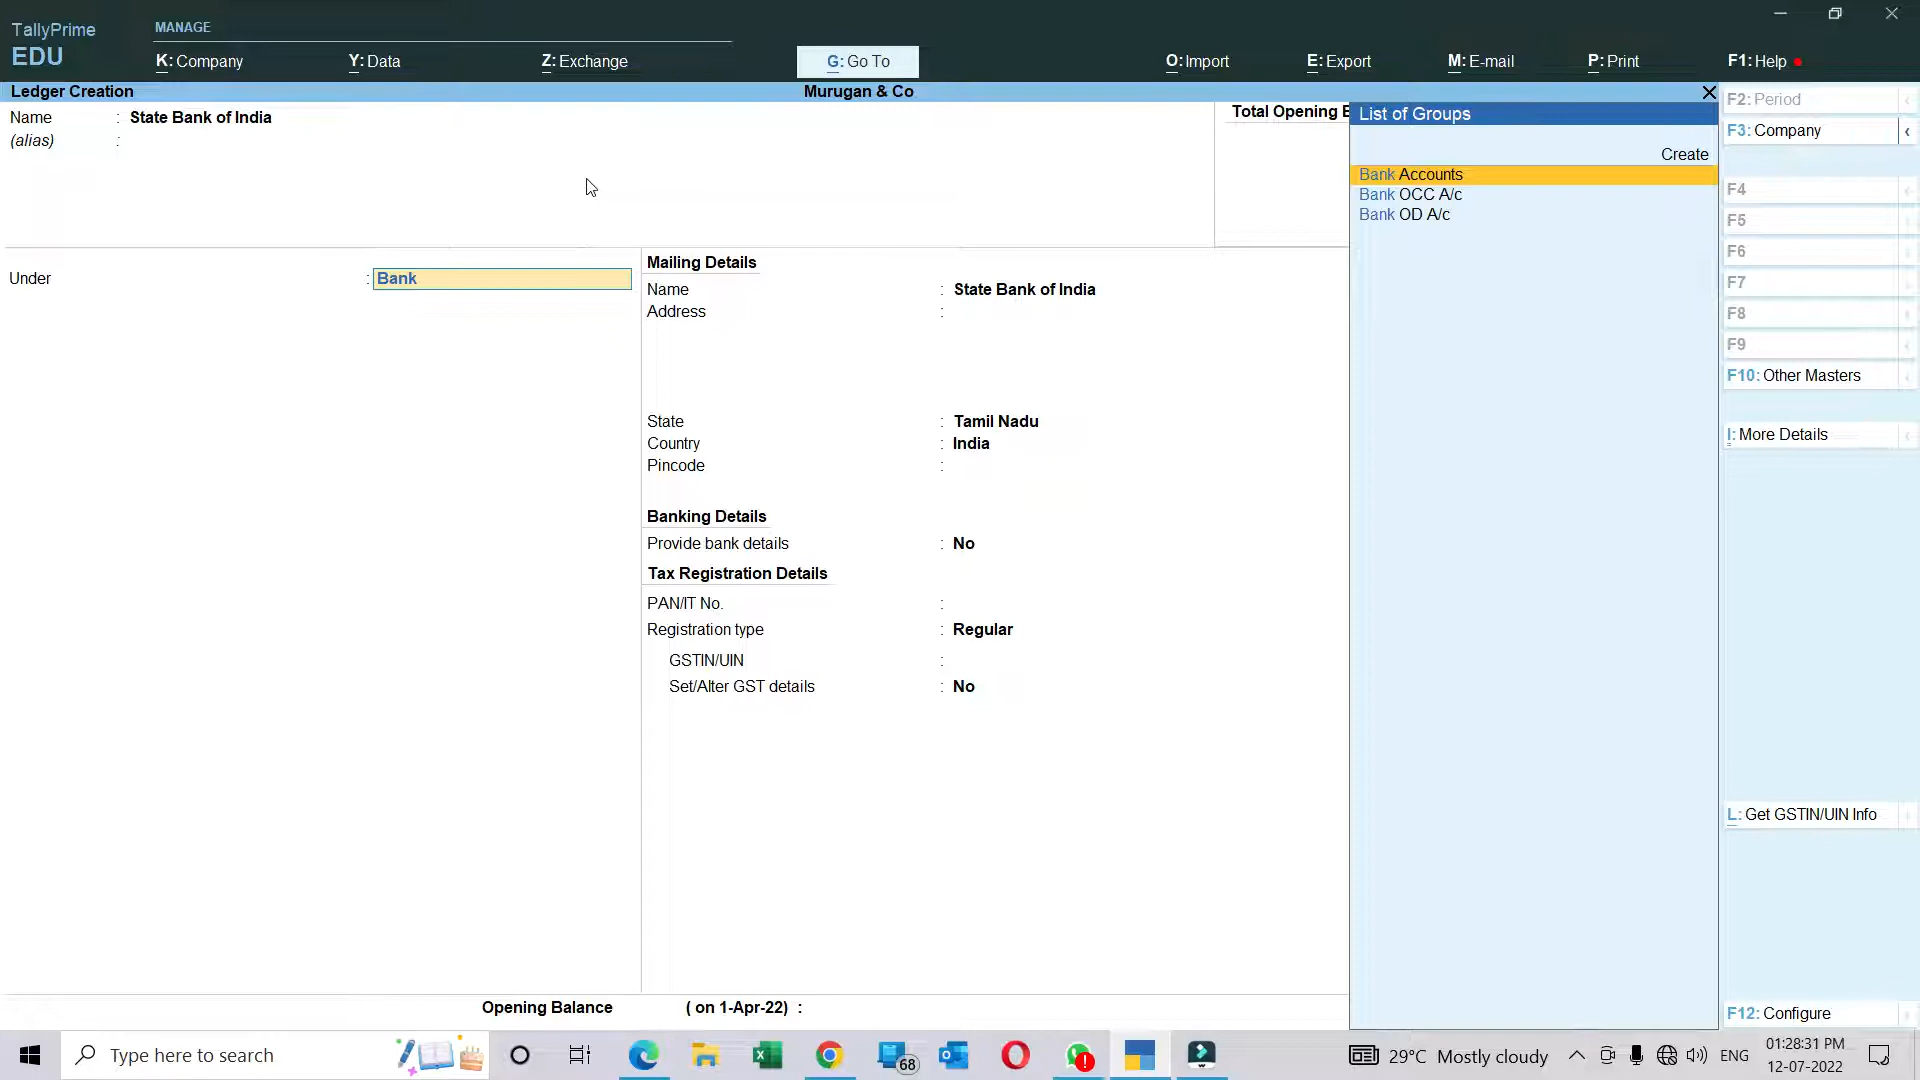 TallyPrime
EDU
MANAGE
K: Company
Y: Data
Z: Exchange
G: Go To
O: Import
E: Export
M: E-mail
P: Print
F1: Help
Ledger Creation
Murugan & Co
Name : State Bank of India
(alias) :
Total Opening B
Under : Bank
Mailing Details
Name : State Bank of India
Address :
State : Tamil Nadu
Country : India
Pincode :
Banking Details
Provide bank details : No
Tax Registration Details
PAN/IT No. :
Registration type : Regular
GSTIN/UIN :
Set/Alter GST details : No
Opening Balance ( on 1-Apr-22) :
List of Groups
Create
Bank Accounts
Bank OCC A/c
Bank OD A/c
F2: Period
F3: Company
F4
F5
F6
F7
F8
F9
F10: Other Masters
I: More Details
L: Get GSTIN/UIN Info
F12: Configure
Type here to search
68
29°C Mostly cloudy
ENG
01:28:31 PM
12-07-2022